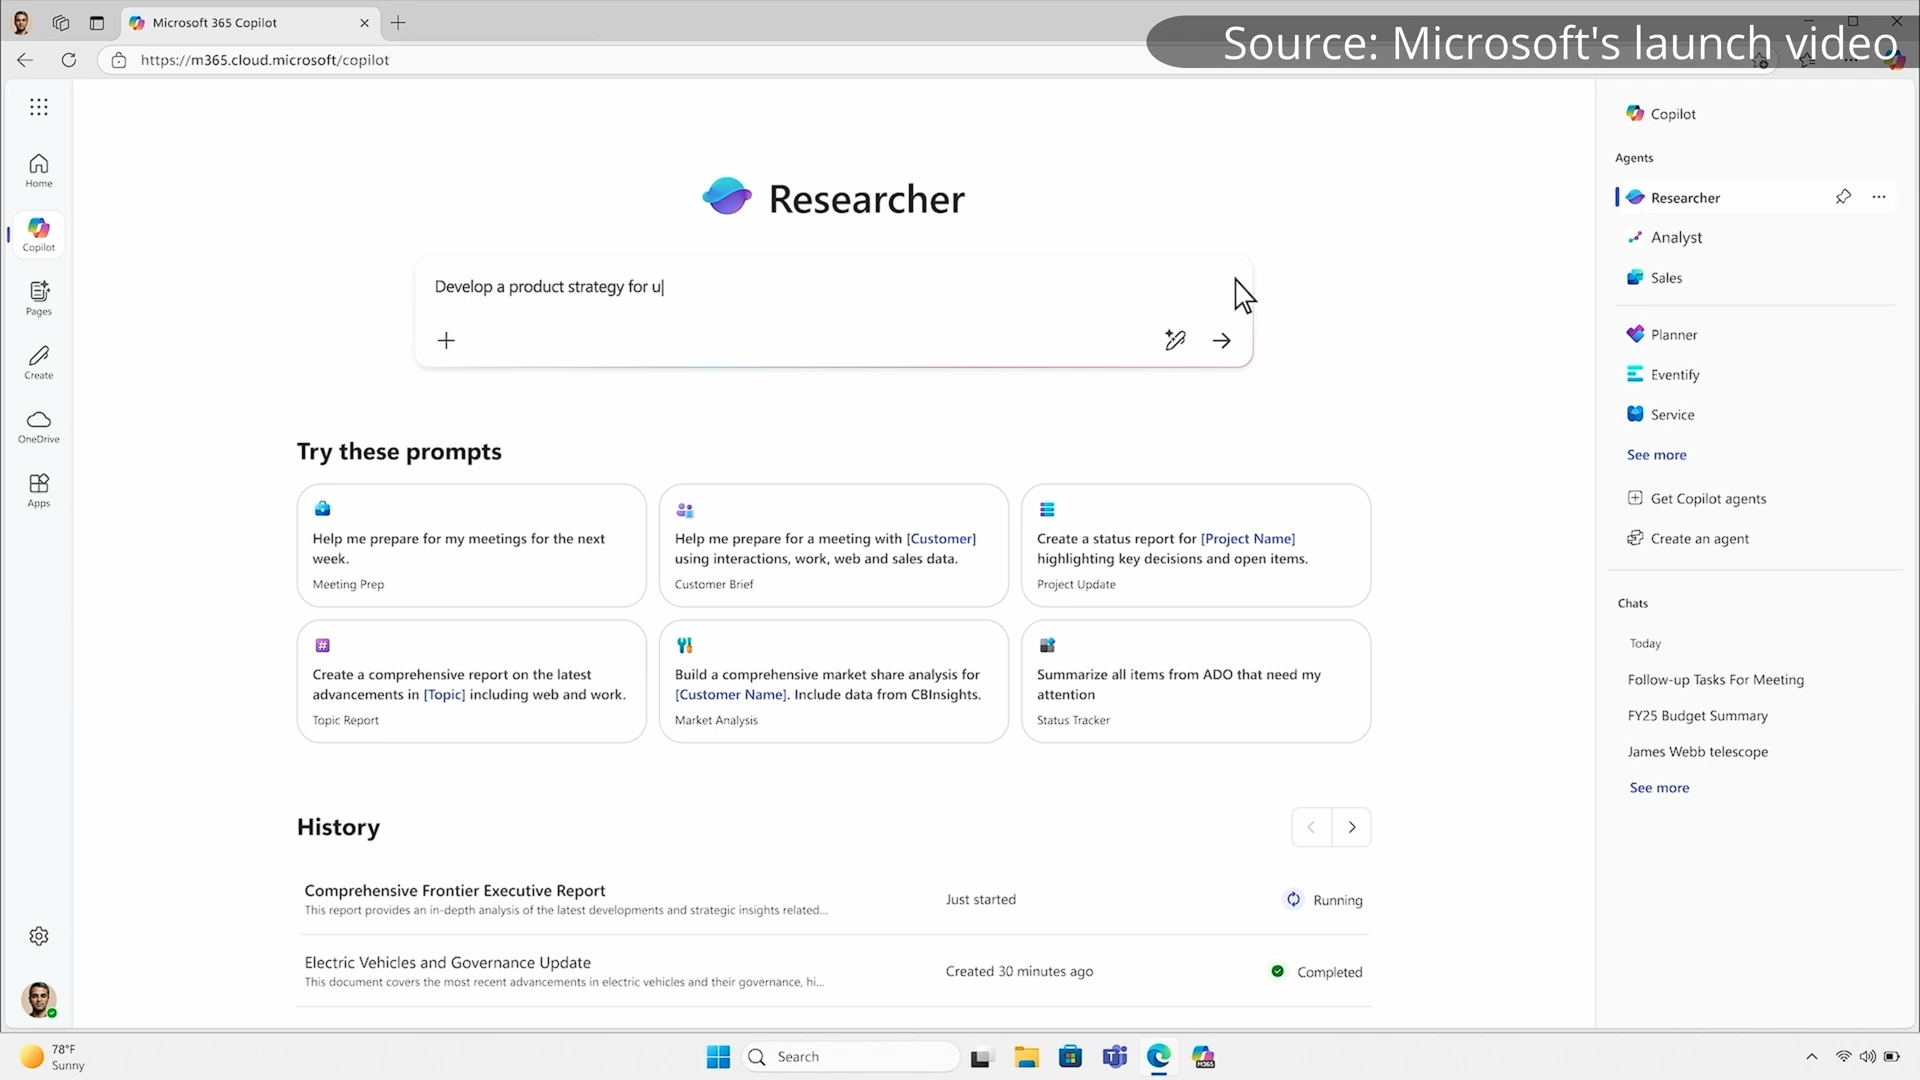 Microsoft 365 Copilot
Source: Microsoft's launch video
https://m365.cloud.microsoft/copilot
Home
Copilot
Pages
Create
OneDrive
Apps
Researcher
Develop a product strategy for u
Try these prompts
Help me prepare for my meetings for the next
week.
Meeting Prep
Help me prepare for a meeting with [Customer]
using interactions, work, web and sales data.
Customer Brief
Create a status report for [Project Name]
highlighting key decisions and open items.
Project Update
Create a comprehensive report on the latest
advancements in [Topic] including web and work.
Topic Report
Build a comprehensive market share analysis for
[Customer Name]. Include data from CBInsights.
Market Analysis
Summarize all items from ADO that need my
attention
Status Tracker
History
Comprehensive Frontier Executive Report
This report provides an in-depth analysis of the latest developments and strategic insights related...
Just started
Running
Electric Vehicles and Governance Update
This document covers the most recent advancements in electric vehicles and their governance, hi...
Created 30 minutes ago
Completed
Copilot
Agents
Researcher
Analyst
Sales
Planner
Eventify
Service
See more
Get Copilot agents
Create an agent
Chats
Today
Follow-up Tasks For Meeting
FY25 Budget Summary
James Webb telescope
See more
78°F
Sunny
Search
M365